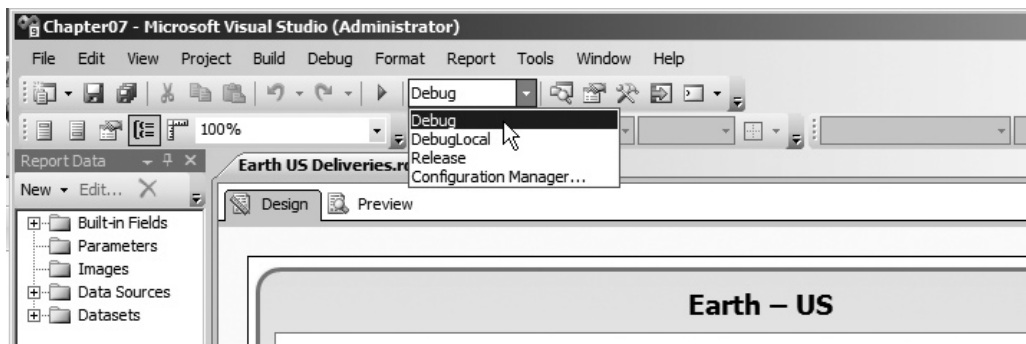 Chapter07 - Microsoft Visual Studio (Administrator)
File Edit View Project Build Debug Format Report Tools Window Help
Debug
100%
Debug
DebugLocal
Release
Configuration Manager...
Report Data
Earth US Deliveries.r
New Edit...
Design Preview
Built-in Fields
Parameters
Images
Data Sources
Datasets
Earth – US